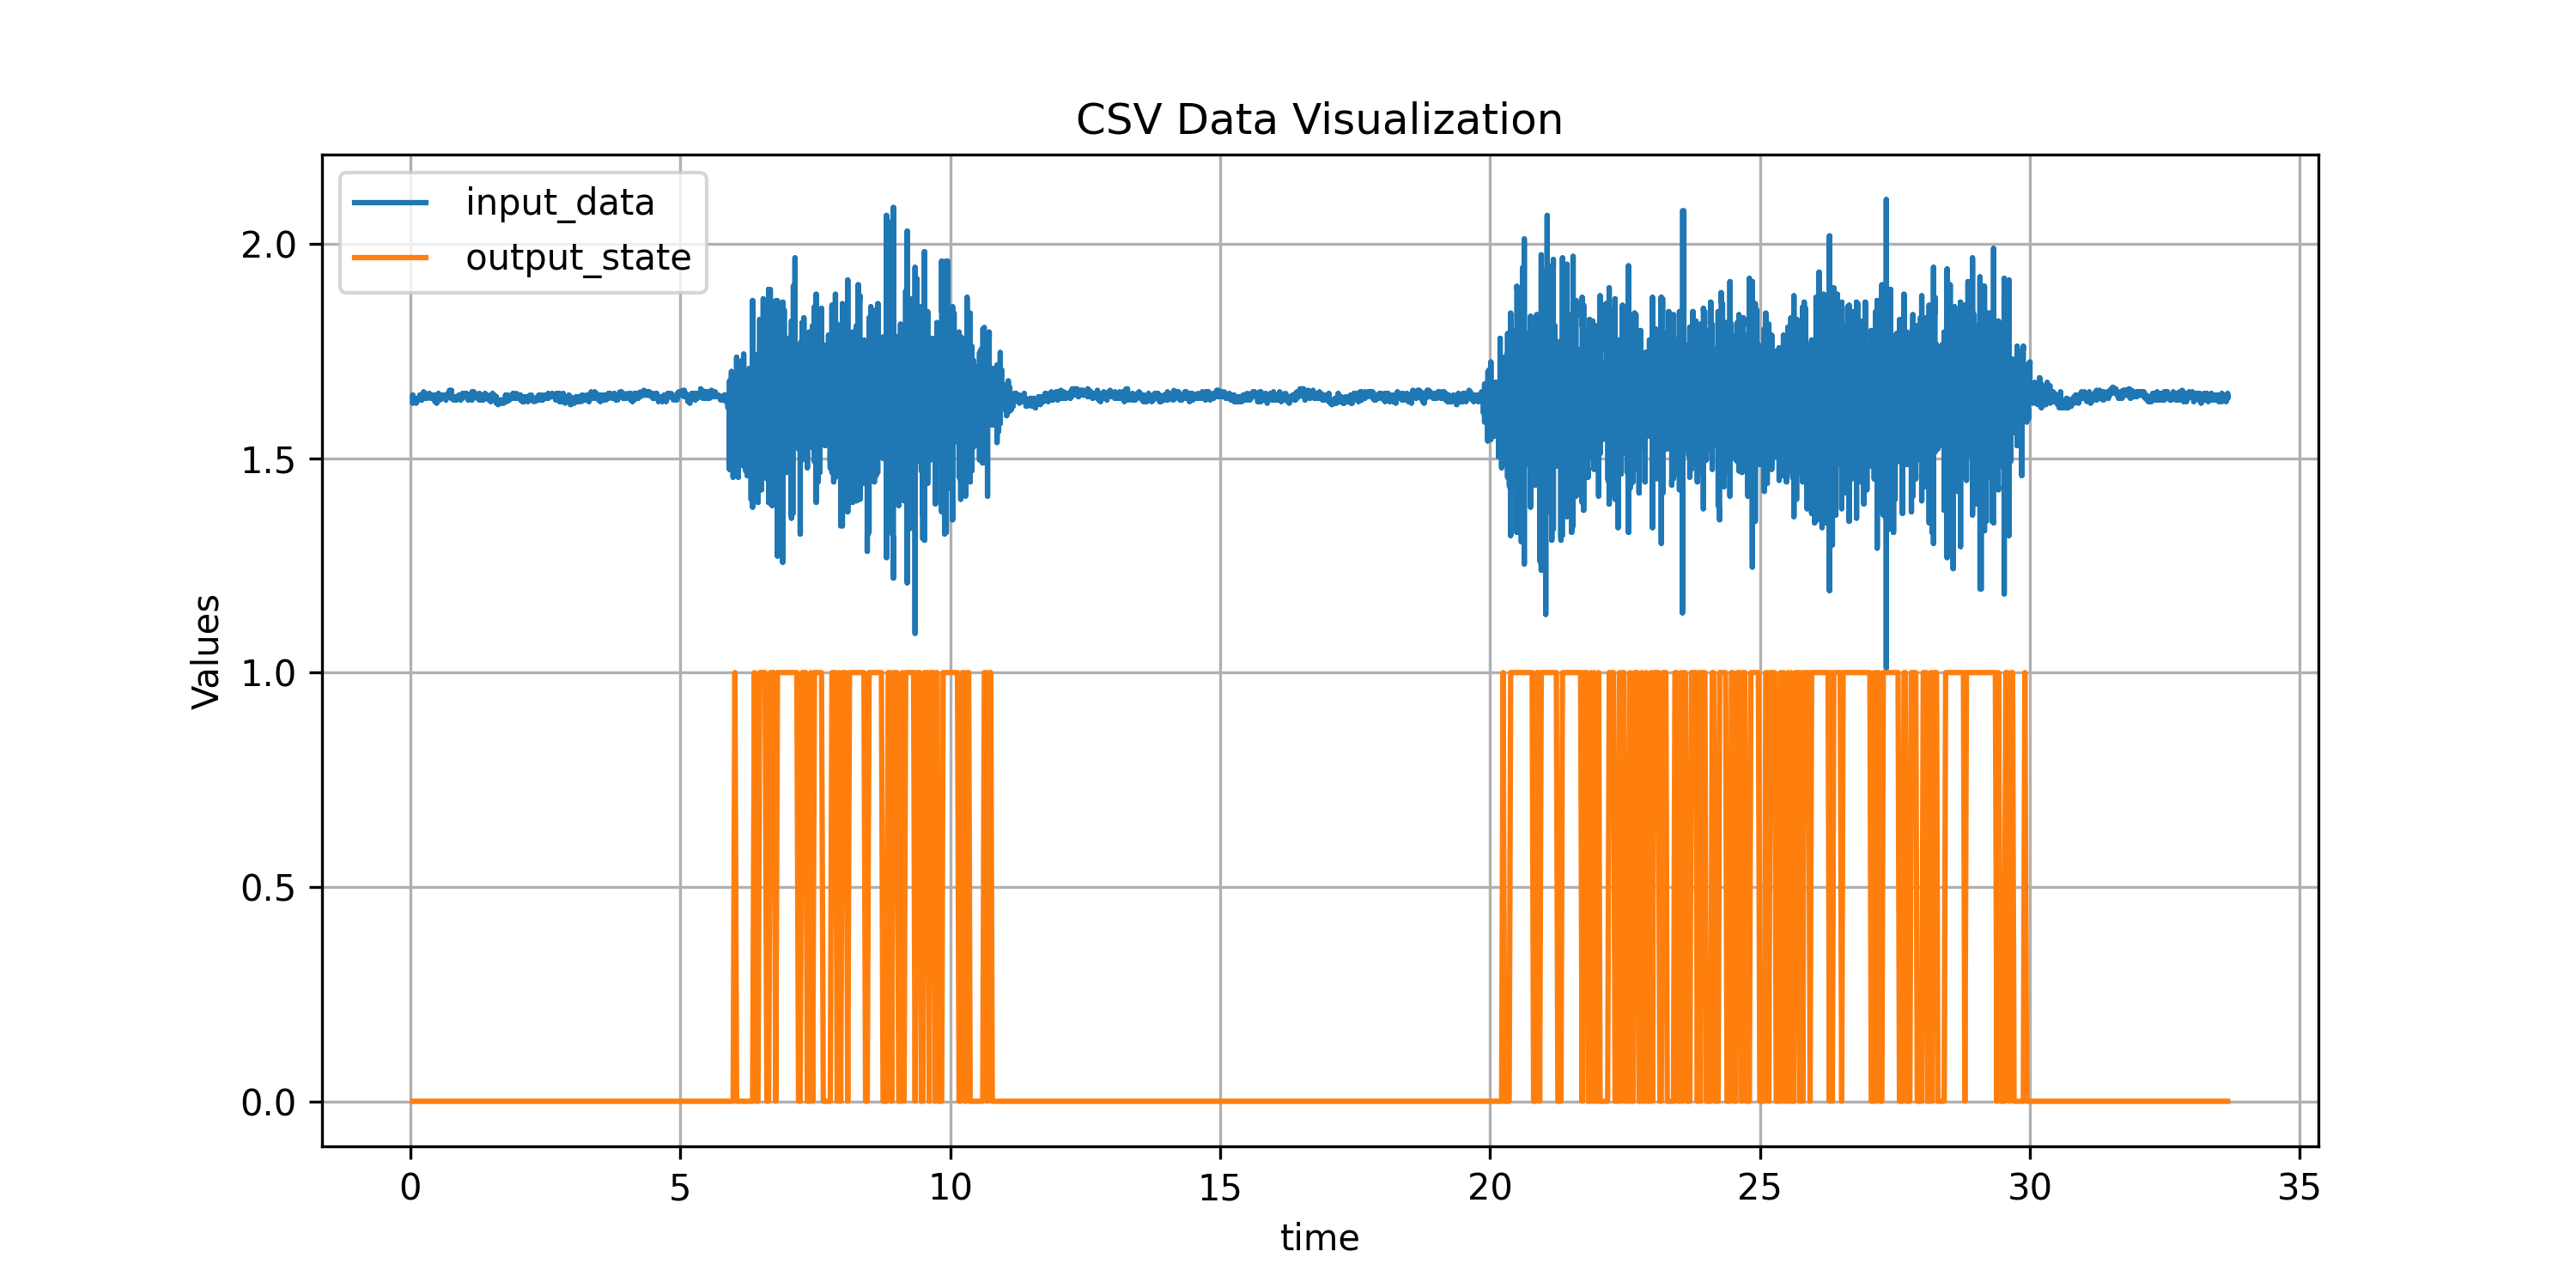 CSV Data Visualization
input_data
output_state
Values
2.0
1.5
1.0
0.5
0.0
0 5 10 15 20 25 30 35
time